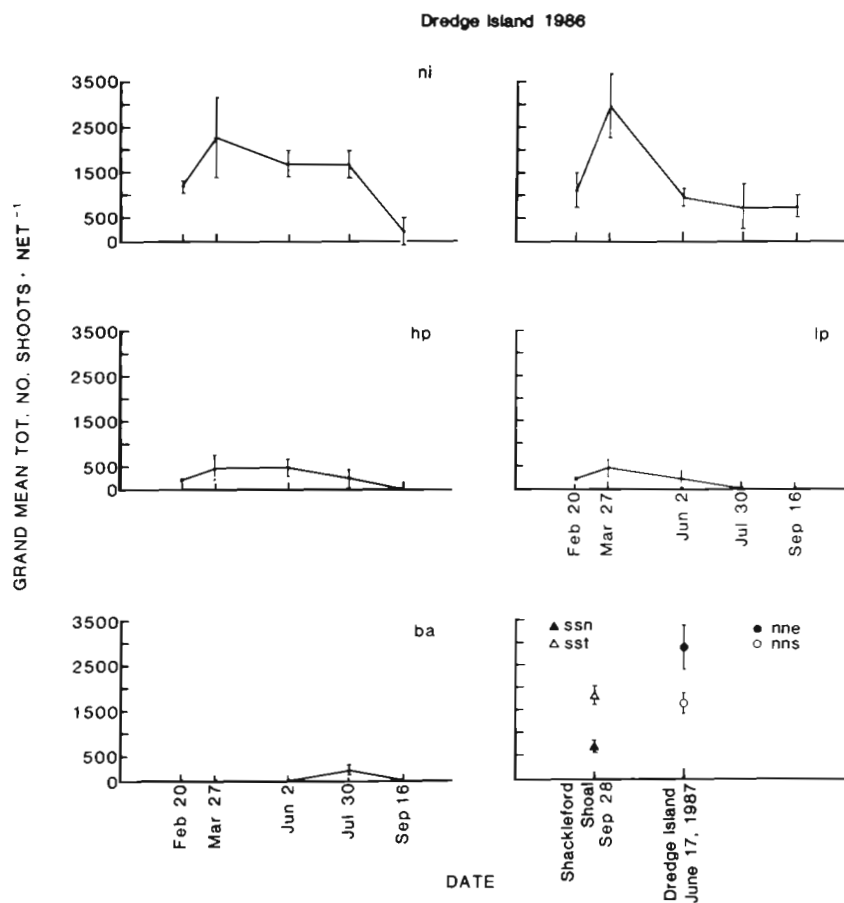 Dredge Island 1986
GRAND MEAN TOT. NO. SHOOTS · NET⁻¹
ni
3500
2500
1500
500
0
hp
3500
2500
1500
500
0
lp
Feb 20
Mar 27
Jun 2
Jul 30
Sep 16
ba
3500
2500
1500
500
0
Feb 20
Mar 27
Jun 2
Jul 30
Sep 16
▲ ssn
△ sst
● nne
○ nns
Shackleford
Shoal
Sep 28
Dredge Island
June 17, 1987
DATE